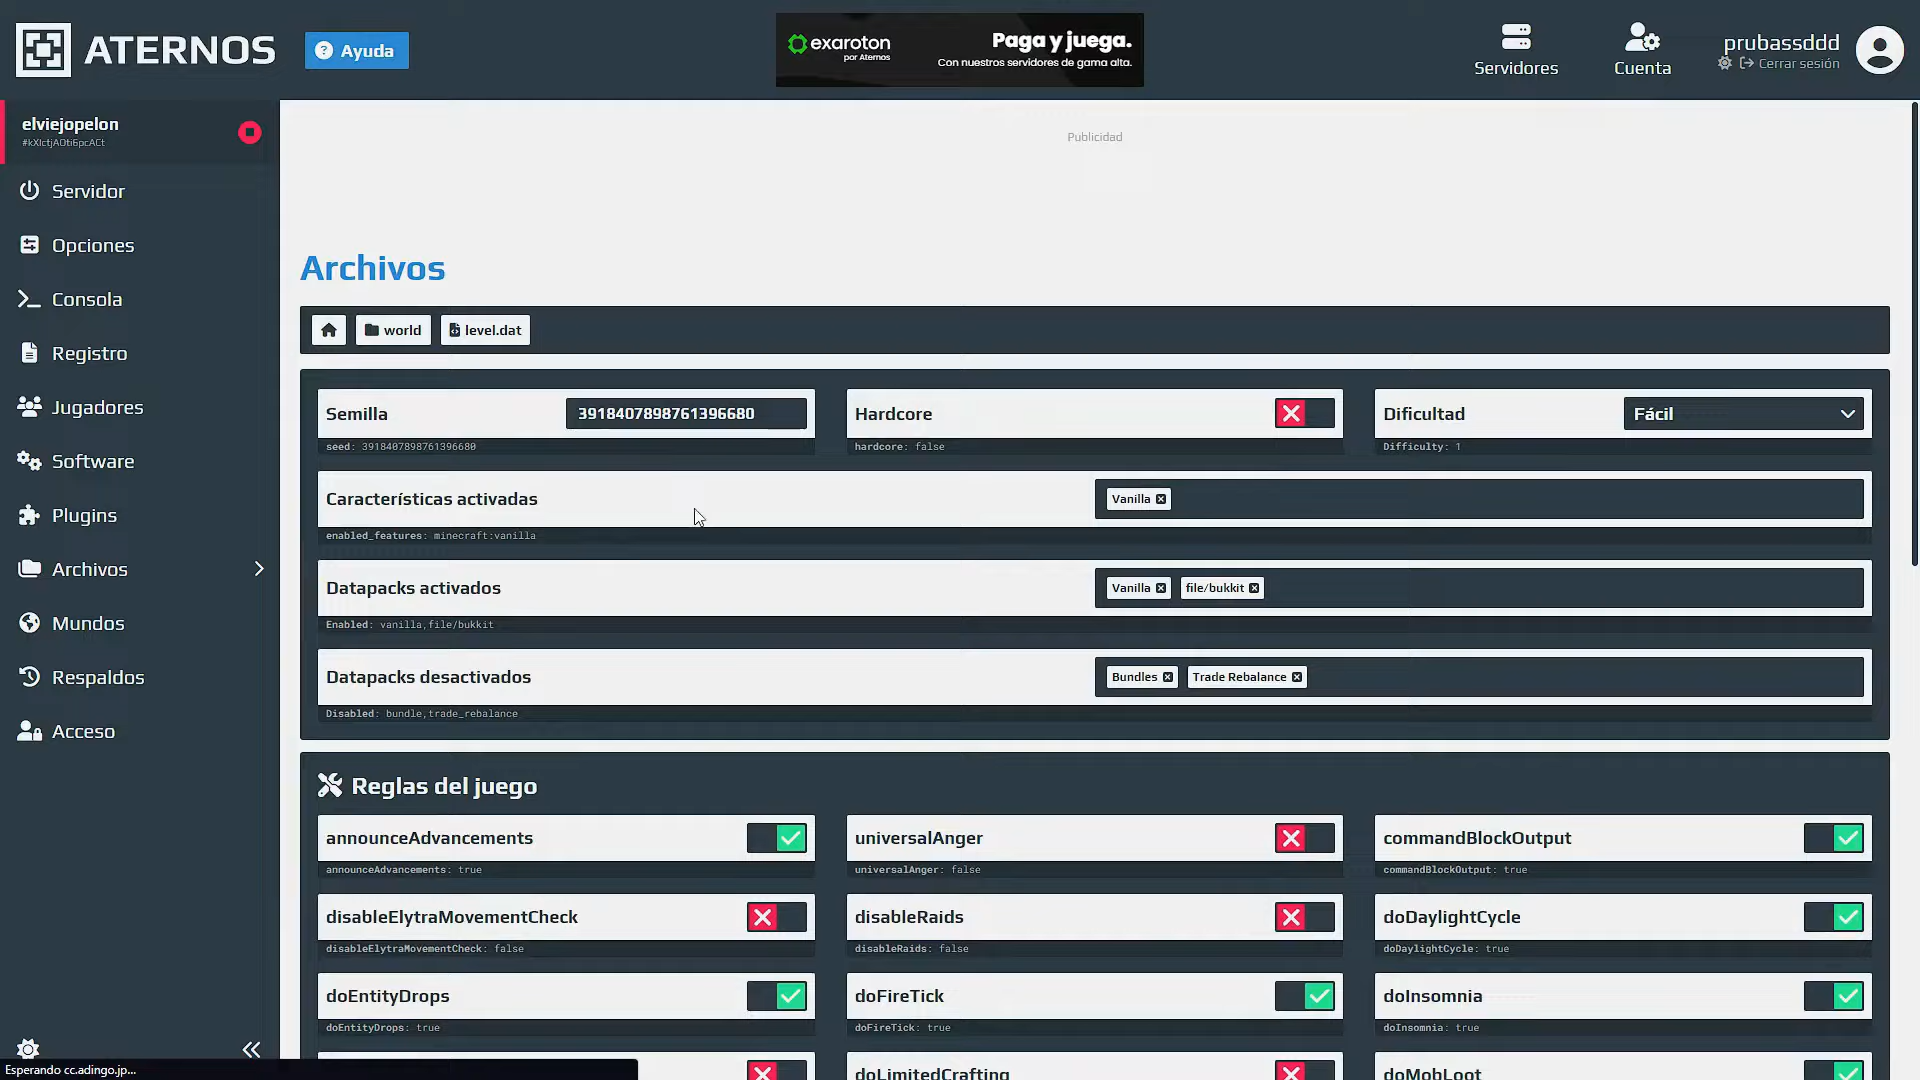 ATERNOS
Ayuda
exaroton
por Aternos
Paga y juega.
Con nuestros servidores de gama alta.
Servidores
Cuenta
prubassddd
Cerrar sesión
elviejopelon
Servidor
Opciones
Consola
Registro
Jugadores
Software
Plugins
Archivos
Mundos
Respaldos
Acceso
Publicidad
Archivos
world
level.dat
Semilla
3918407898761396680
seed: 3918407898761396680
Hardcore
hardcore: false
Dificultad
Fácil
Difficulty: 1
Características activadas
Vanilla
enabled_features: minecraft:vanilla
Datapacks activados
Vanilla
file/bukkit
Enabled: vanilla,file/bukkit
Datapacks desactivados
Bundles
Trade Rebalance
Disabled: bundle,trade_rebalance
Reglas del juego
announceAdvancements
announceAdvancements: true
universalAnger
universalAnger: false
commandBlockOutput
commandBlockOutput: true
disableElytraMovementCheck
disableElytraMovementCheck: false
disableRaids
disableRaids: false
doDaylightCycle
doDaylightCycle: true
doEntityDrops
doEntityDrops: true
doFireTick
doFireTick: true
doInsomnia
doInsomnia: true
doLimitedCrafting
doMobLoot
Esperando cc.adingo.jp...